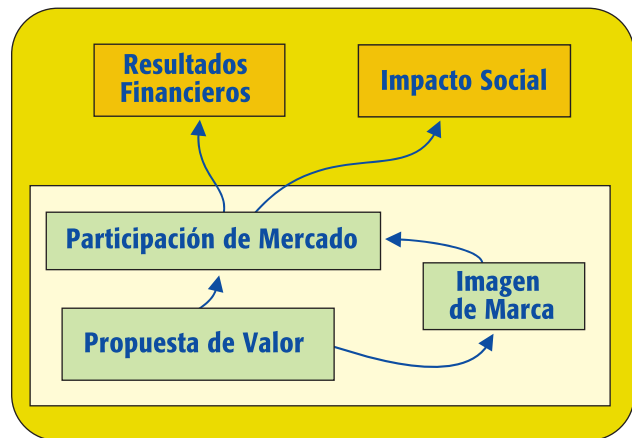 Resultados
Financieros
Impacto Social
Participación de Mercado
Imagen
de Marca
Propuesta de Valor